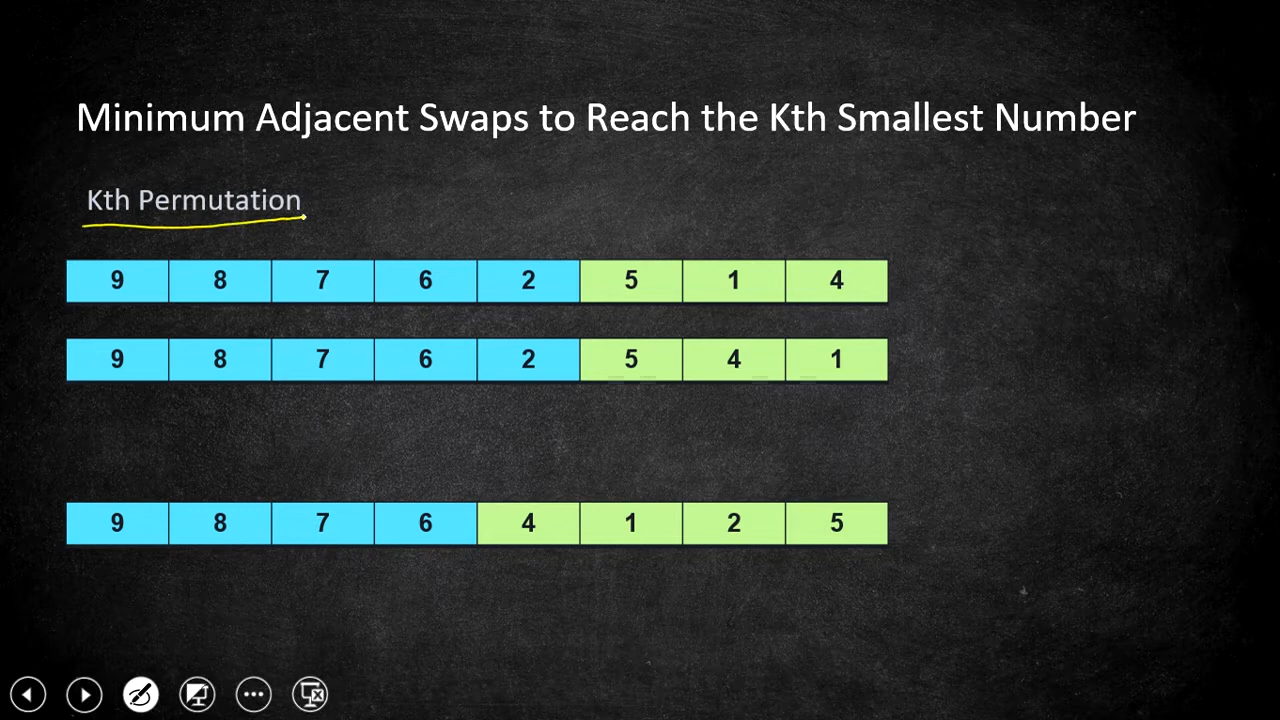 Minimum Adjacent Swaps to Reach the Kth Smallest Number
Kth Permutation
9 8 7 6 2 5 1 4
9 8 7 6 2 5 4 1
9 8 7 6 4 1 2 5